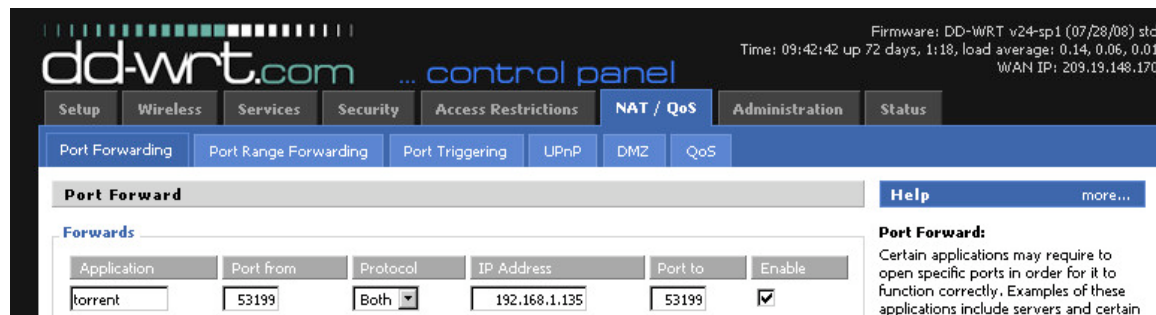 Firmware: DD-WRT v24-sp1 (07/28/08) std
Time: 09:42:42 up 72 days, 1:18, load average: 0.14, 0.06, 0.01
WAN IP: 209.19.148.170
dd-wrt.com ... control panel
Setup Wireless Services Security Access Restrictions NAT / QoS Administration Status
Port Forwarding Port Range Forwarding Port Triggering UPnP DMZ QoS
Port Forward
Forwards
Application Port from Protocol IP Address Port to Enable
torrent 53199 Both 192.168.1.135 53199
Help more...
Port Forward:
Certain applications may require to
open specific ports in order for it to
function correctly. Examples of these
applications include servers and certain